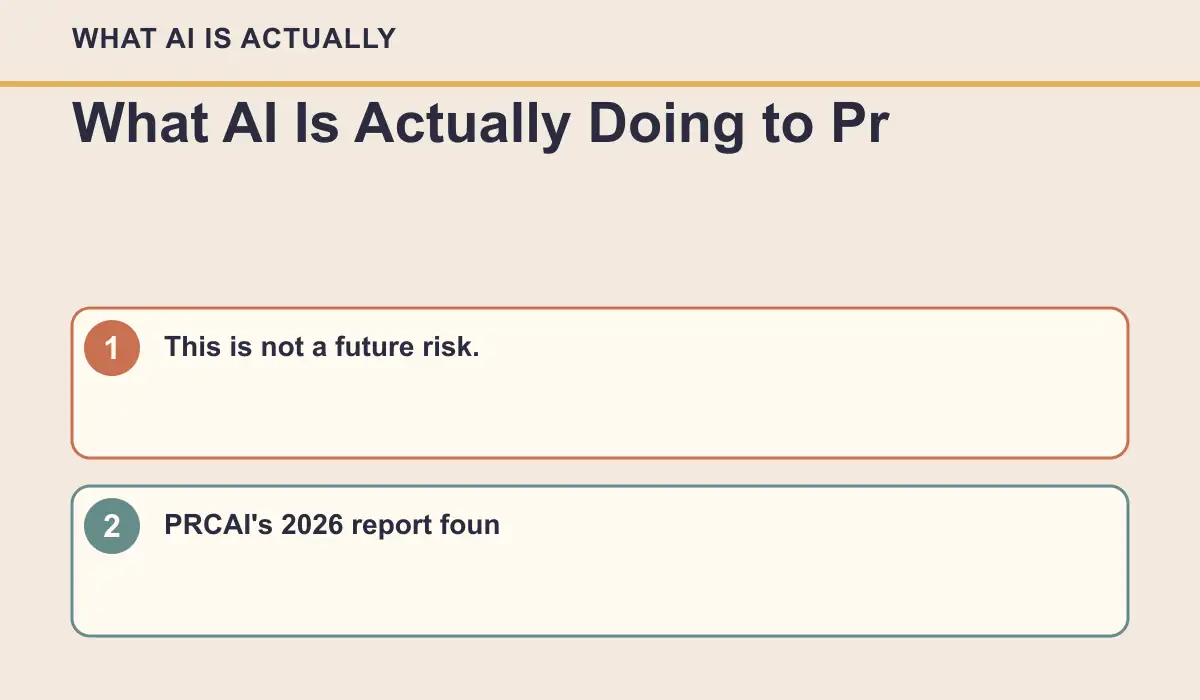 WHAT AI IS ACTUALLY
What AI Is Actually Doing to Pr
1
This is not a future risk.
2
PRCAI's 2026 report foun